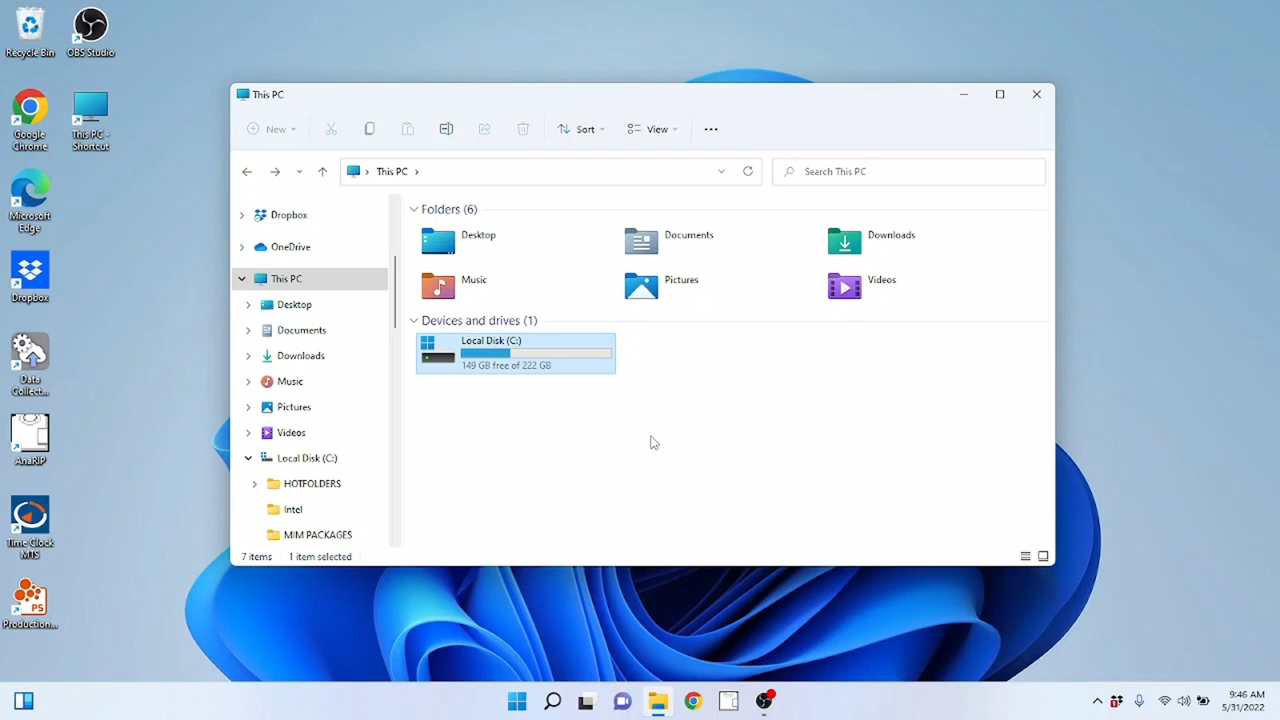 Recycle Bin
OBS Studio
Google
Chrome
This PC -
Shortcut
Microsoft
Edge
Dropbox
Data
Collect...
AnaRIP
Time Clock
MTS
PS
Production...
This PC
New
Sort
View
This PC
Search This PC
Dropbox
OneDrive
This PC
Desktop
Documents
Downloads
Music
Pictures
Videos
Local Disk (C:)
HOTFOLDERS
Intel
MIM PACKAGES
Folders (6)
Desktop
Documents
Downloads
Music
Pictures
Videos
Devices and drives (1)
Local Disk (C:)
149 GB free of 222 GB
7 items
1 item selected
9:46 AM
5/31/2022